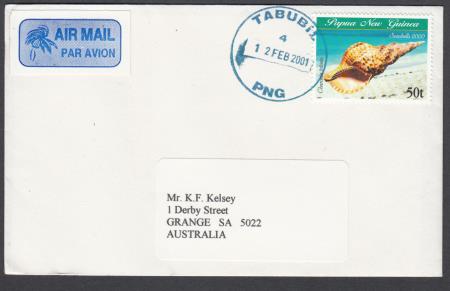 AIR MAIL
PAR AVION
TABUBIL
4
12 FEB 2001
PNG
Papua New Guinea
Seashells 2000
50t
Mr. K.F. Kelsey
1 Derby Street
GRANGE SA 5022
AUSTRALIA